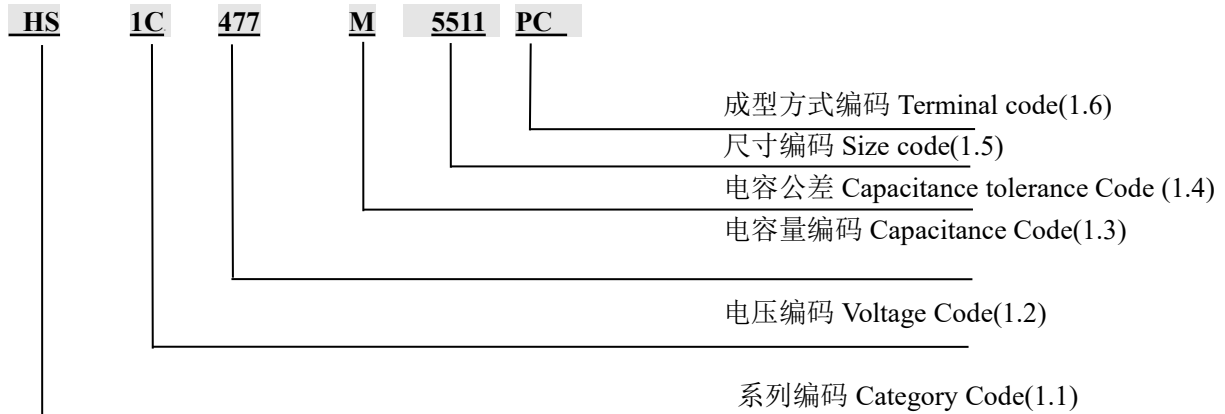 HS 1C 477 M 5511 PC
成型方式编码 Terminal code(1.6)
尺寸编码 Size code(1.5)
电容公差 Capacitance tolerance Code (1.4)
电容量编码 Capacitance Code(1.3)
电压编码 Voltage Code(1.2)
系列编码 Category Code(1.1)